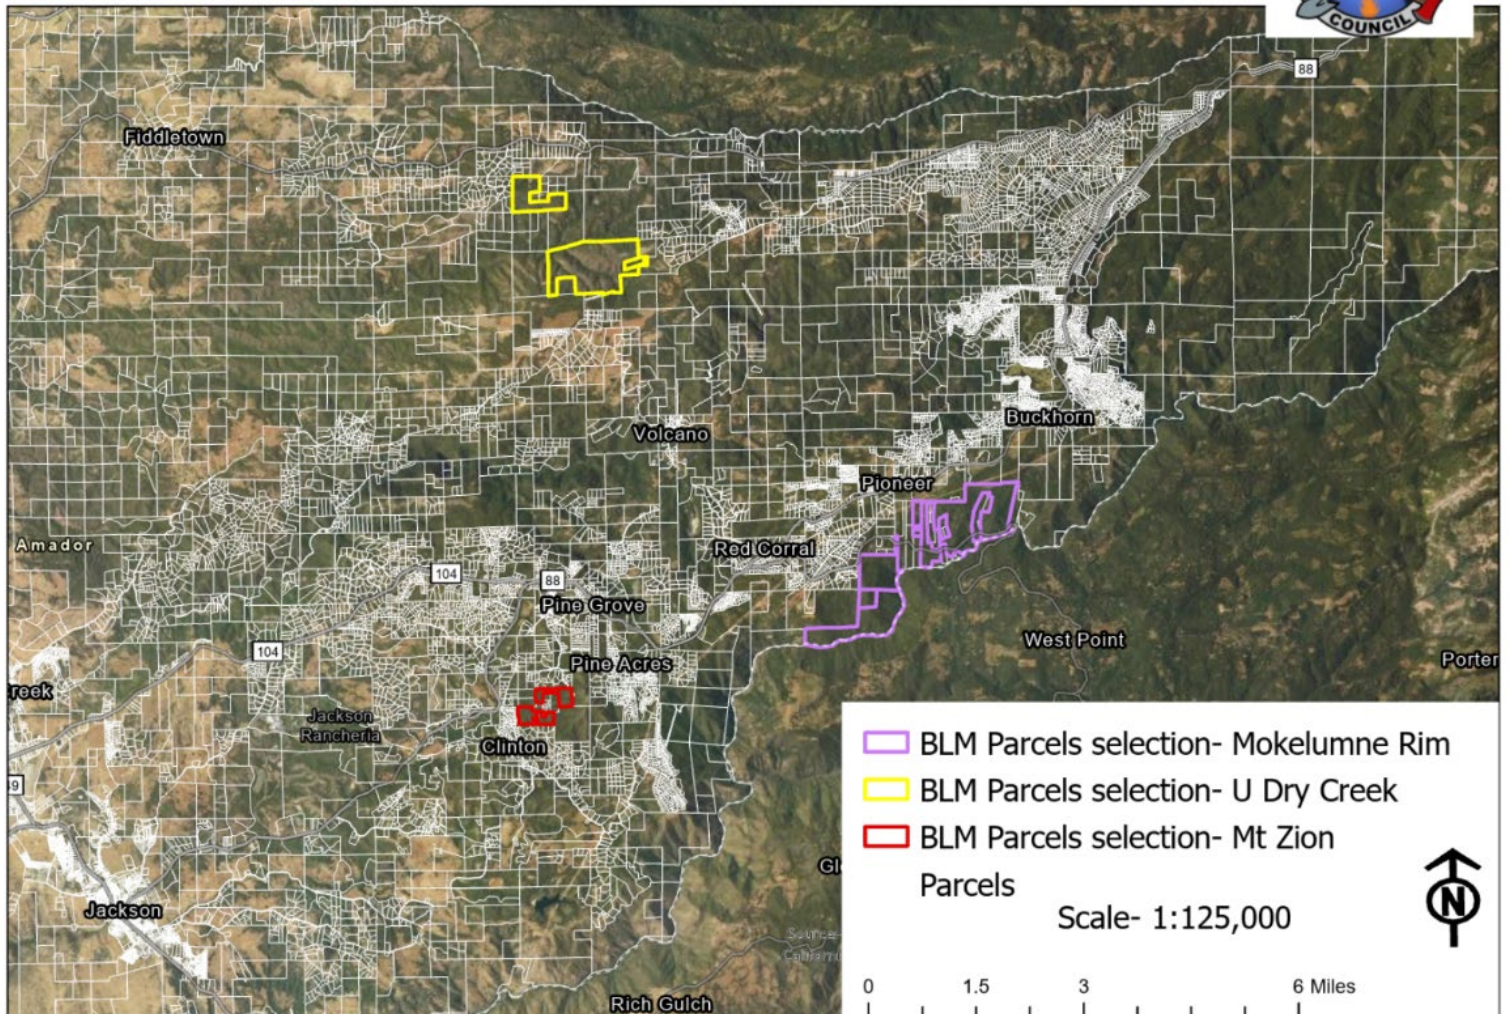 COUNCIL
88
Fiddletown
Volcano
Buckhorn
Pioneer
Amador
Red Corral
104
88
Pine Grove
West Point
104
Pine Acres
Porter
reek
Jackson
Rancheria
Clinton
BLM Parcels selection- Mokelumne Rim
BLM Parcels selection- U Dry Creek
BLM Parcels selection- Mt Zion
Parcels
Scale- 1:125,000
N
Jackson
Rich Gulch
0 1.5 3 6 Miles